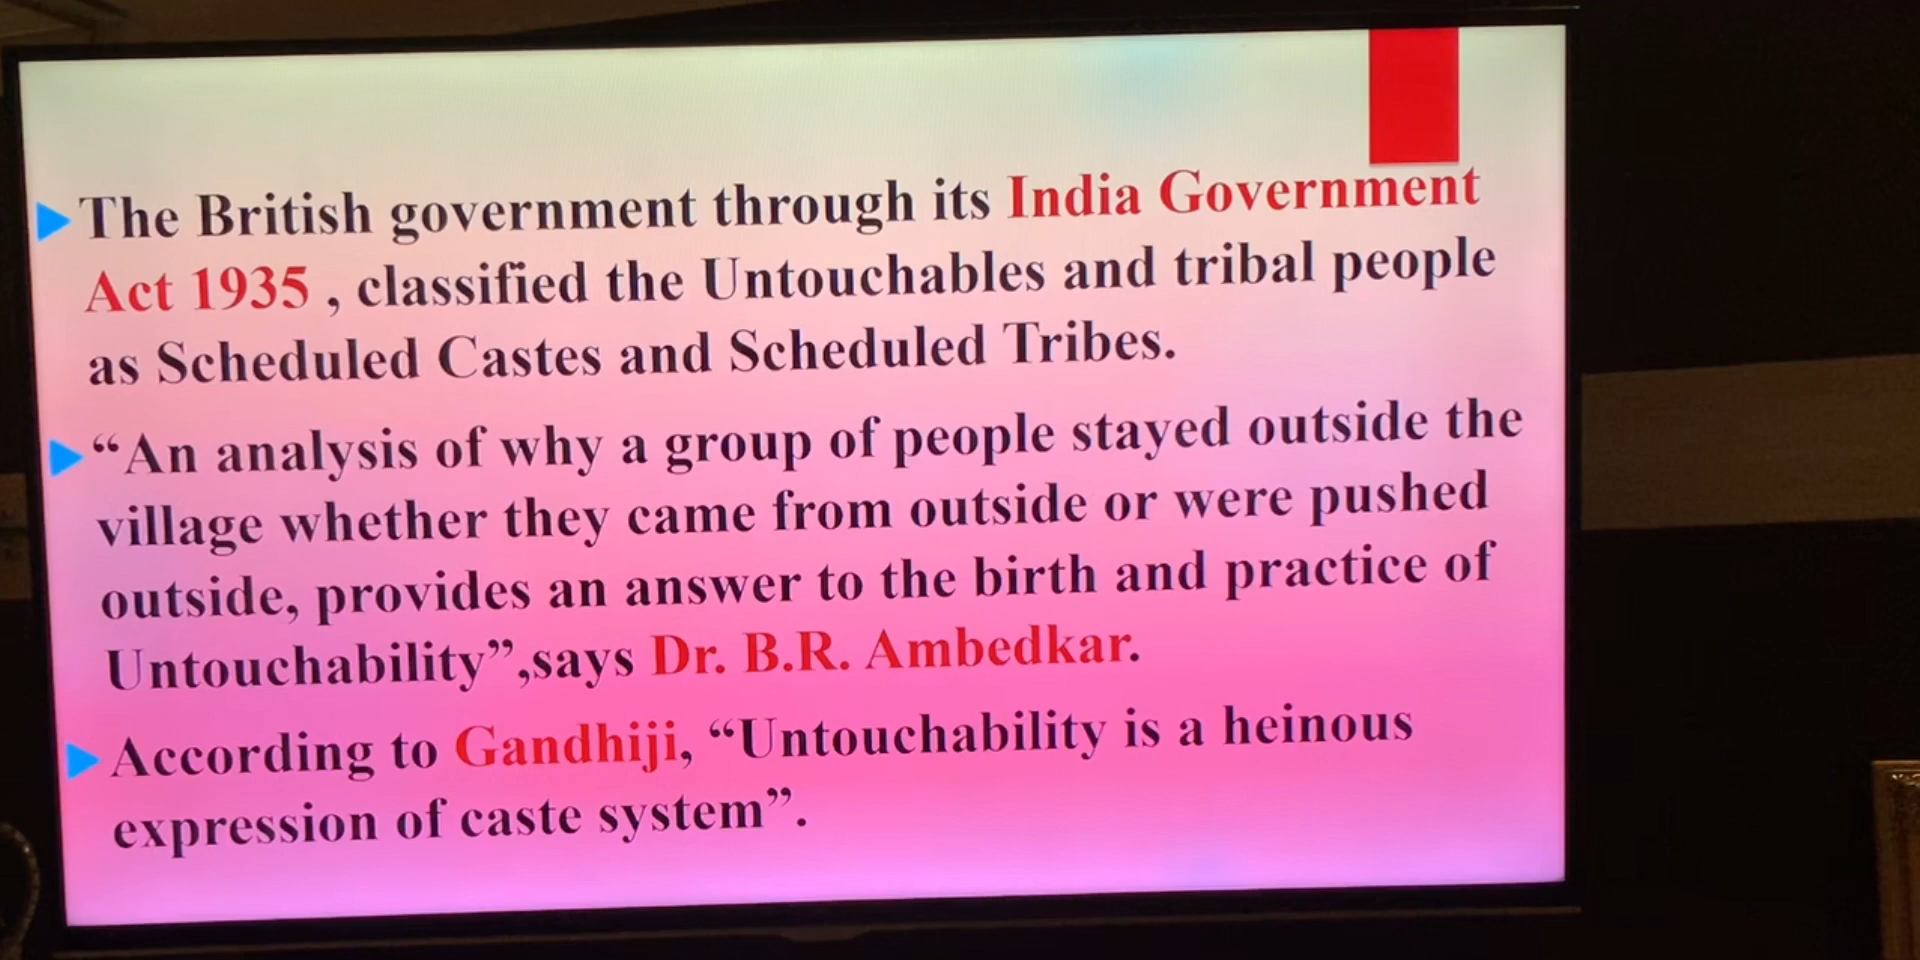 The British government through its India Government
Act 1935 , classified the Untouchables and tribal people
as Scheduled Castes and Scheduled Tribes.
“An analysis of why a group of people stayed outside the
village whether they came from outside or were pushed
outside, provides an answer to the birth and practice of
Untouchability”,says Dr. B.R. Ambedkar.
According to Gandhiji, “Untouchability is a heinous
expression of caste system”.